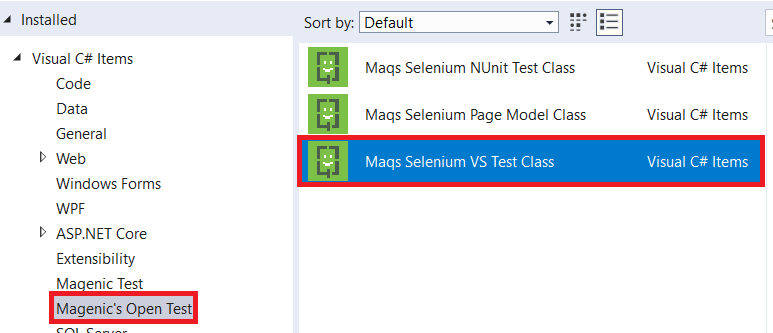 Installed
Sort by: Default
Visual C# Items
Code
Data
General
Web
Windows Forms
WPF
ASP.NET Core
Extensibility
Magenic Test
Magenic's Open Test
SQL Server
Maqs Selenium NUnit Test Class Visual C# Items
Maqs Selenium Page Model Class Visual C# Items
Maqs Selenium VS Test Class Visual C# Items